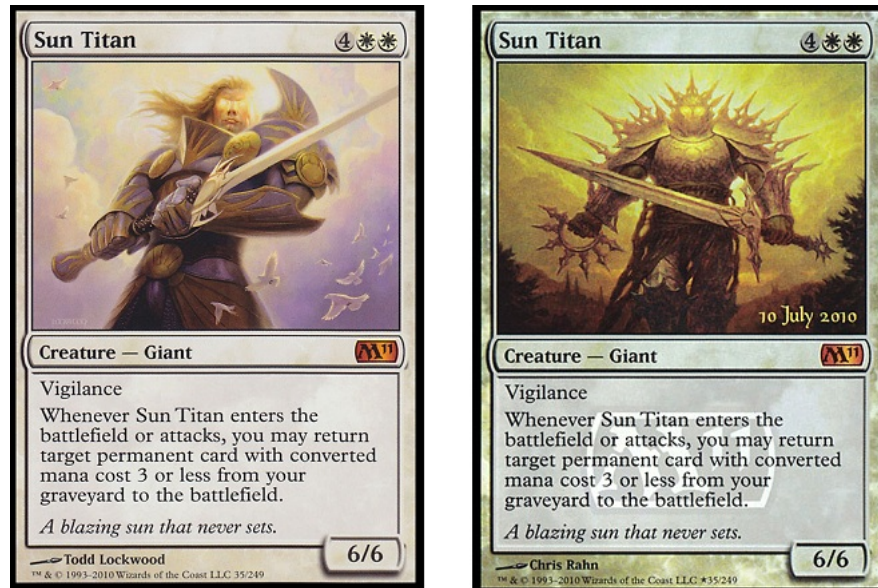 Sun Titan 4
Creature — Giant M11
Vigilance
Whenever Sun Titan enters the
battlefield or attacks, you may return
target permanent card with converted
mana cost 3 or less from your
graveyard to the battlefield.
A blazing sun that never sets.
Todd Lockwood
6/6
™ & © 1993–2010 Wizards of the Coast LLC 35/249
Sun Titan 4
10 July 2010
Creature — Giant M11
Vigilance
Whenever Sun Titan enters the
battlefield or attacks, you may return
target permanent card with converted
mana cost 3 or less from your
graveyard to the battlefield.
M11
A blazing sun that never sets.
Chris Rahn
6/6
™ & © 1993–2010 Wizards of the Coast LLC ★35/249